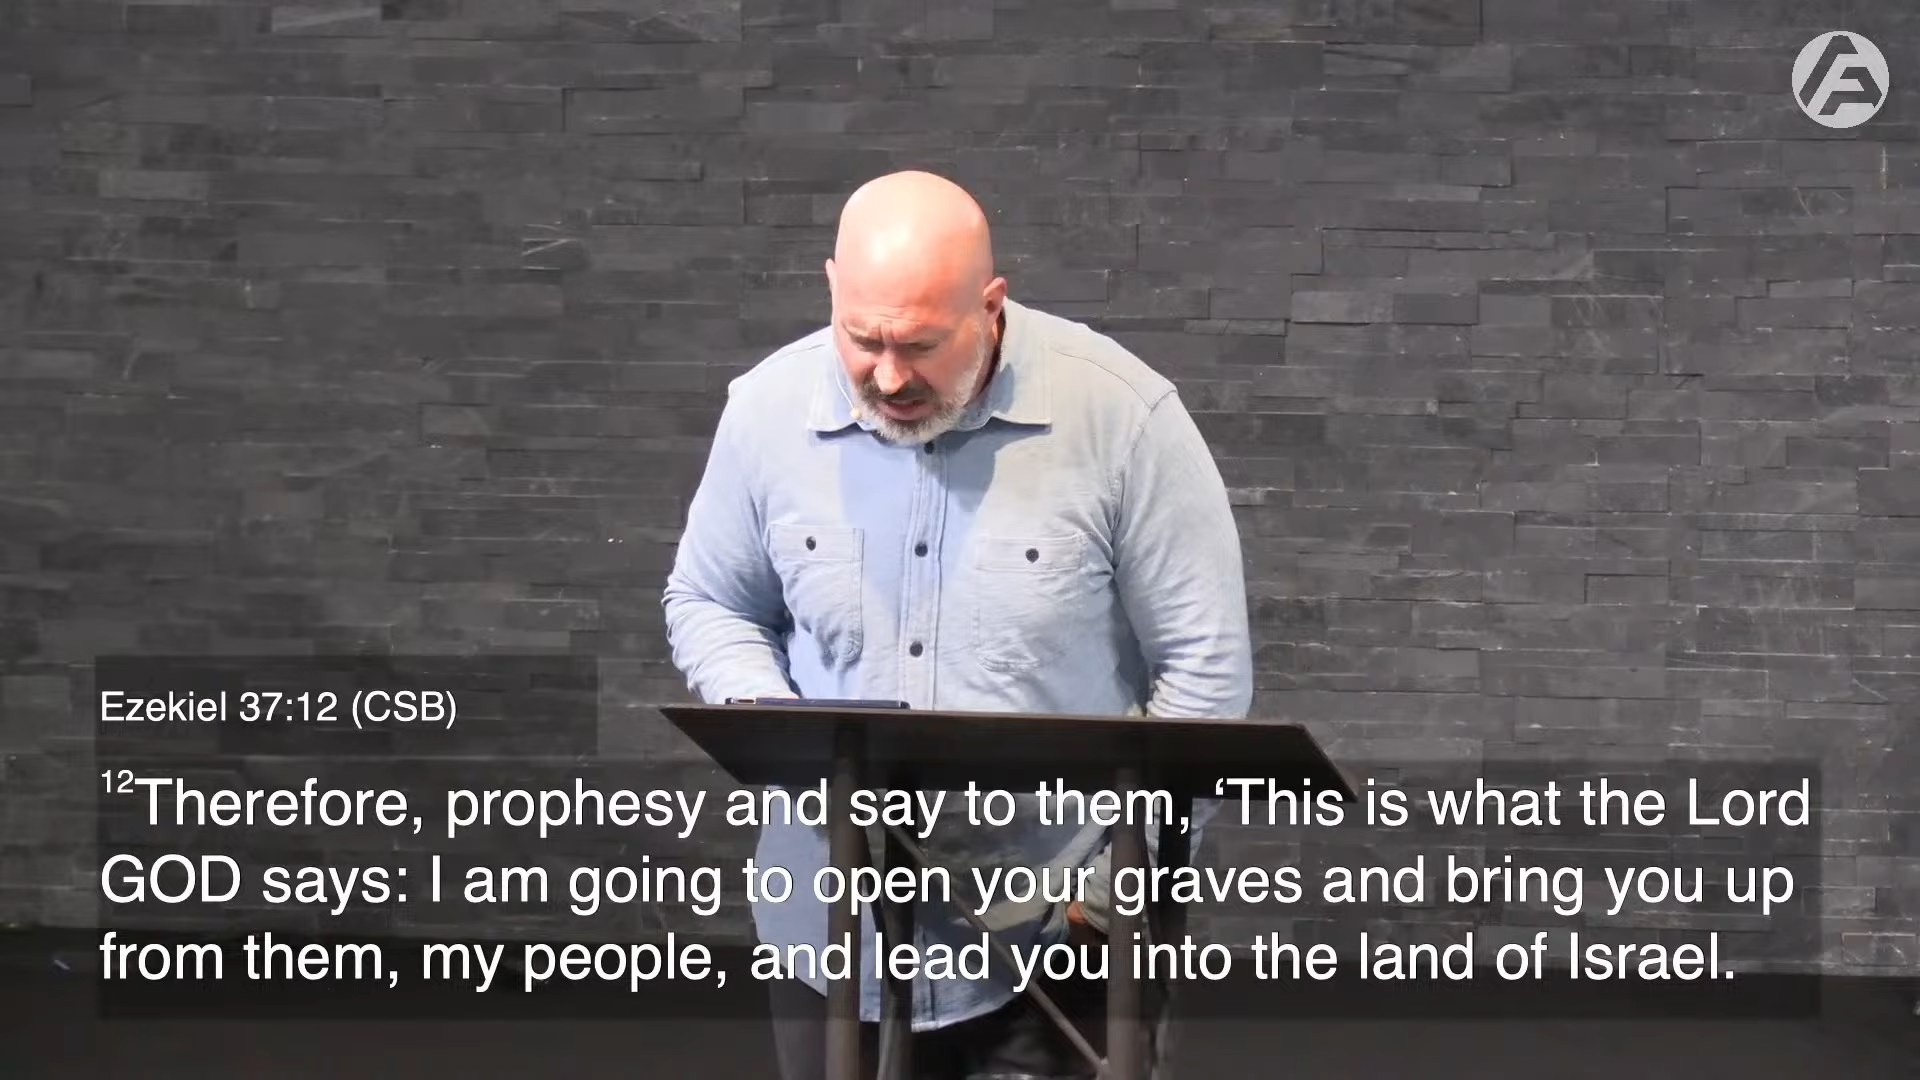 Ezekiel 37:12 (CSB)
12Therefore, prophesy and say to them, ‘This is what the Lord
GOD says: I am going to open your graves and bring you up
from them, my people, and lead you into the land of Israel.